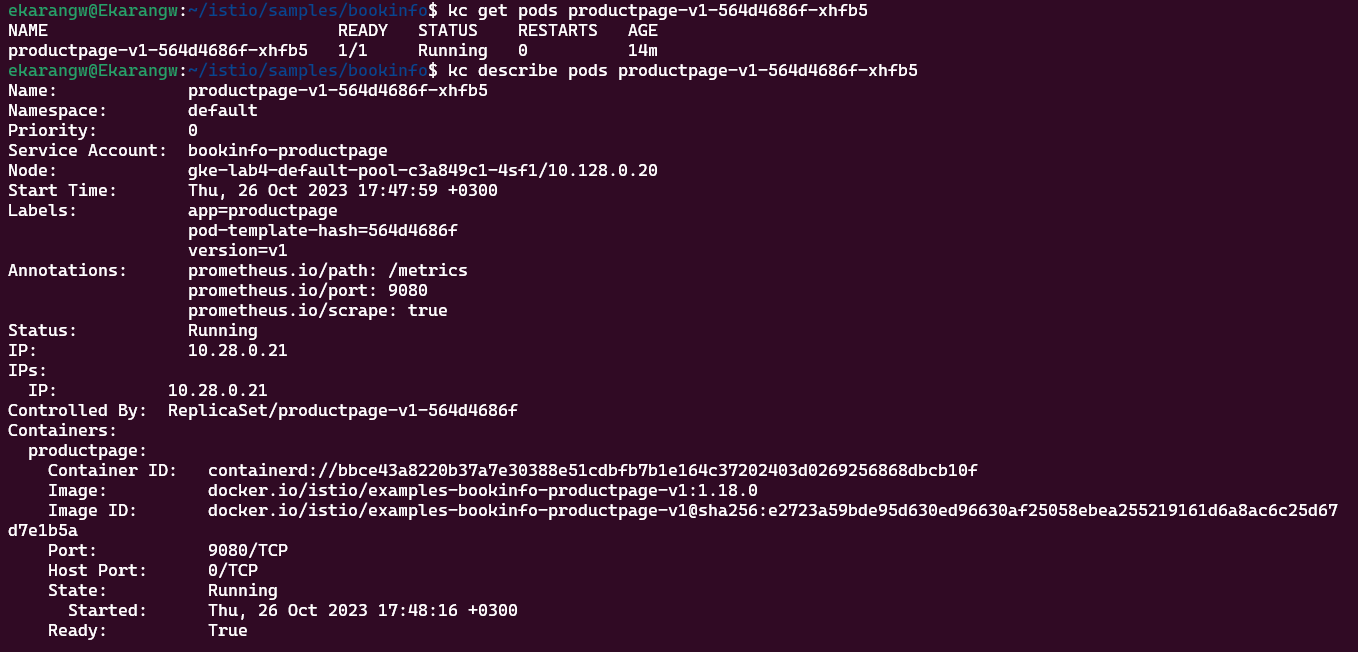 ekarangw@Ekarangw:~/istio/samples/bookinfo$ kc get pods productpage-v1-564d4686f-xhfb5
NAME                             READY   STATUS    RESTARTS   AGE
productpage-v1-564d4686f-xhfb5   1/1     Running   0          14m
ekarangw@Ekarangw:~/istio/samples/bookinfo$ kc describe pods productpage-v1-564d4686f-xhfb5
Name:             productpage-v1-564d4686f-xhfb5
Namespace:        default
Priority:         0
Service Account:  bookinfo-productpage
Node:             gke-lab4-default-pool-c3a849c1-4sf1/10.128.0.20
Start Time:       Thu, 26 Oct 2023 17:47:59 +0300
Labels:           app=productpage
                  pod-template-hash=564d4686f
                  version=v1
Annotations:      prometheus.io/path: /metrics
                  prometheus.io/port: 9080
                  prometheus.io/scrape: true
Status:           Running
IP:               10.28.0.21
IPs:
  IP:           10.28.0.21
Controlled By:  ReplicaSet/productpage-v1-564d4686f
Containers:
  productpage:
    Container ID:   containerd://bbce43a8220b37a7e30388e51cdbfb7b1e164c37202403d0269256868dbcb10f
    Image:          docker.io/istio/examples-bookinfo-productpage-v1:1.18.0
    Image ID:       docker.io/istio/examples-bookinfo-productpage-v1@sha256:e2723a59bde95d630ed96630af25058ebea255219161d6a8ac6c25d67
d7e1b5a
    Port:           9080/TCP
    Host Port:      0/TCP
    State:          Running
      Started:      Thu, 26 Oct 2023 17:48:16 +0300
    Ready:          True